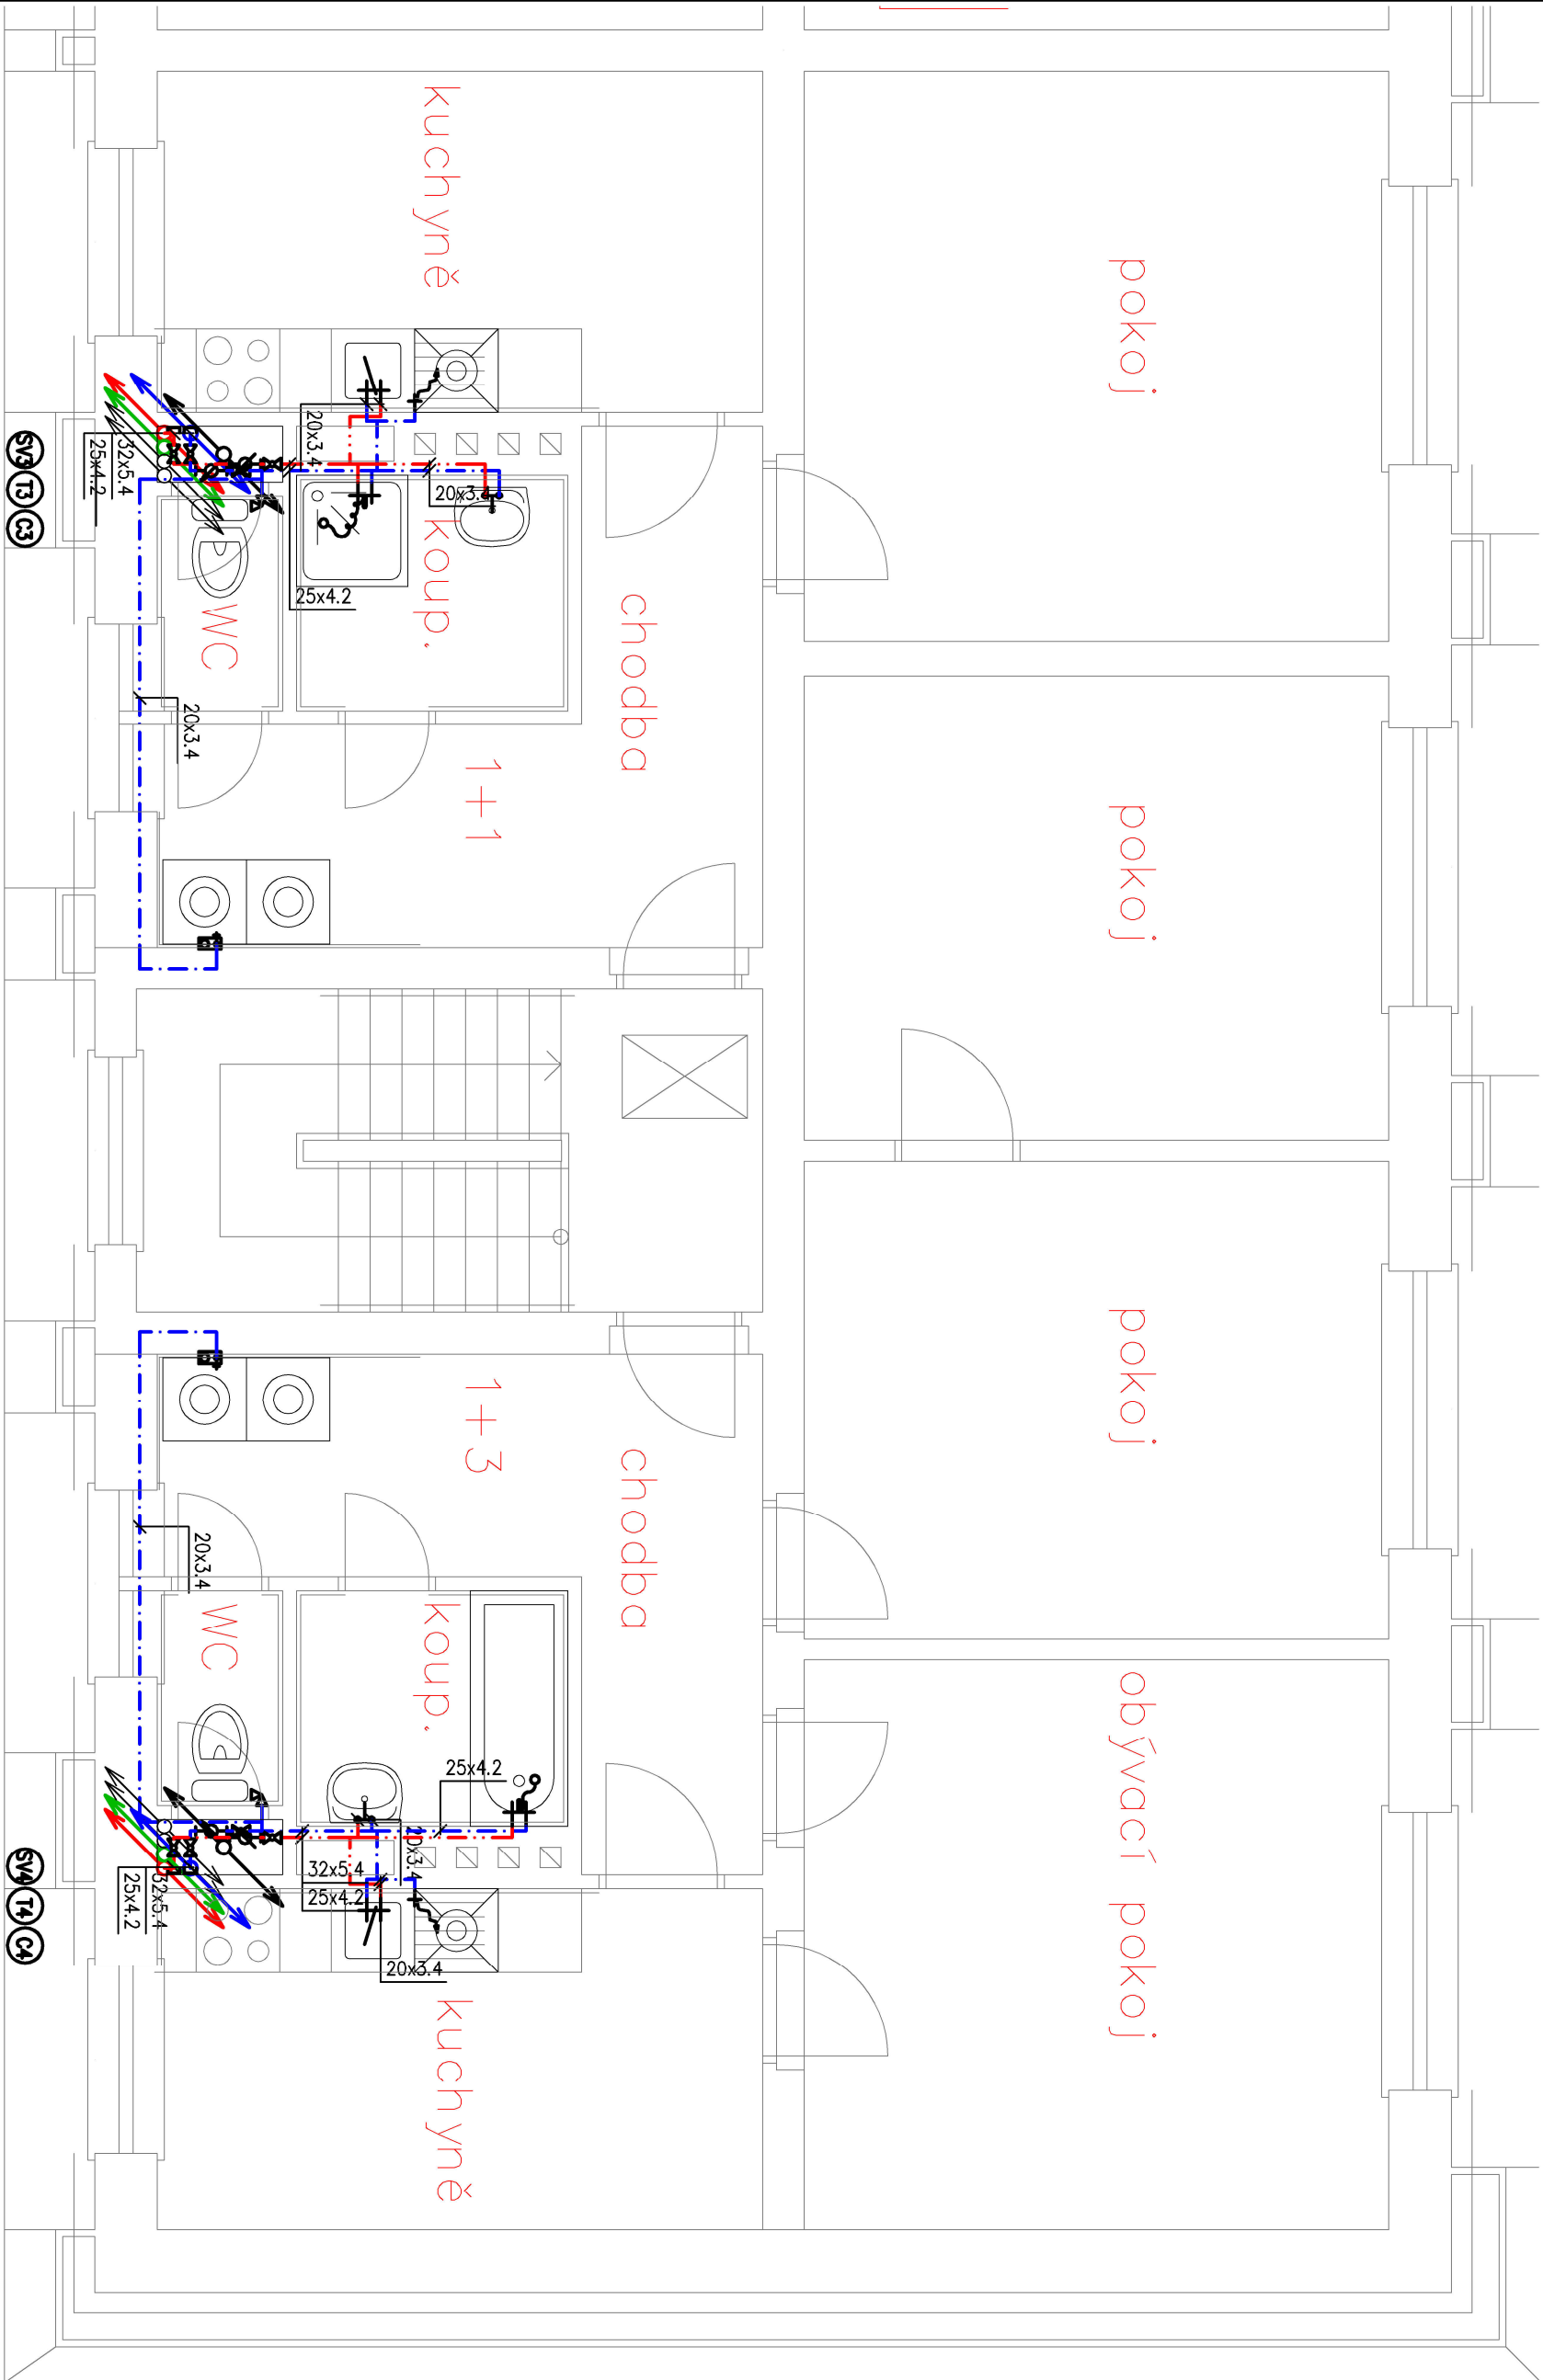 kuchyně
pokoj
20x3.4
20x3.4
32x5.4
25x4.2
SV3 T3 C3
koup.
25x4.2
WC
chodba
20x3.4
1+1
pokoj
pokoj
1+3
chodba
20x3.4
WC
koup.
obývací pokoj
25x4.2
20x3.4
32x5.4
25x4.2
32x5.4
25x4.2
SV4 T4 C4
20x3.4
kuchyně